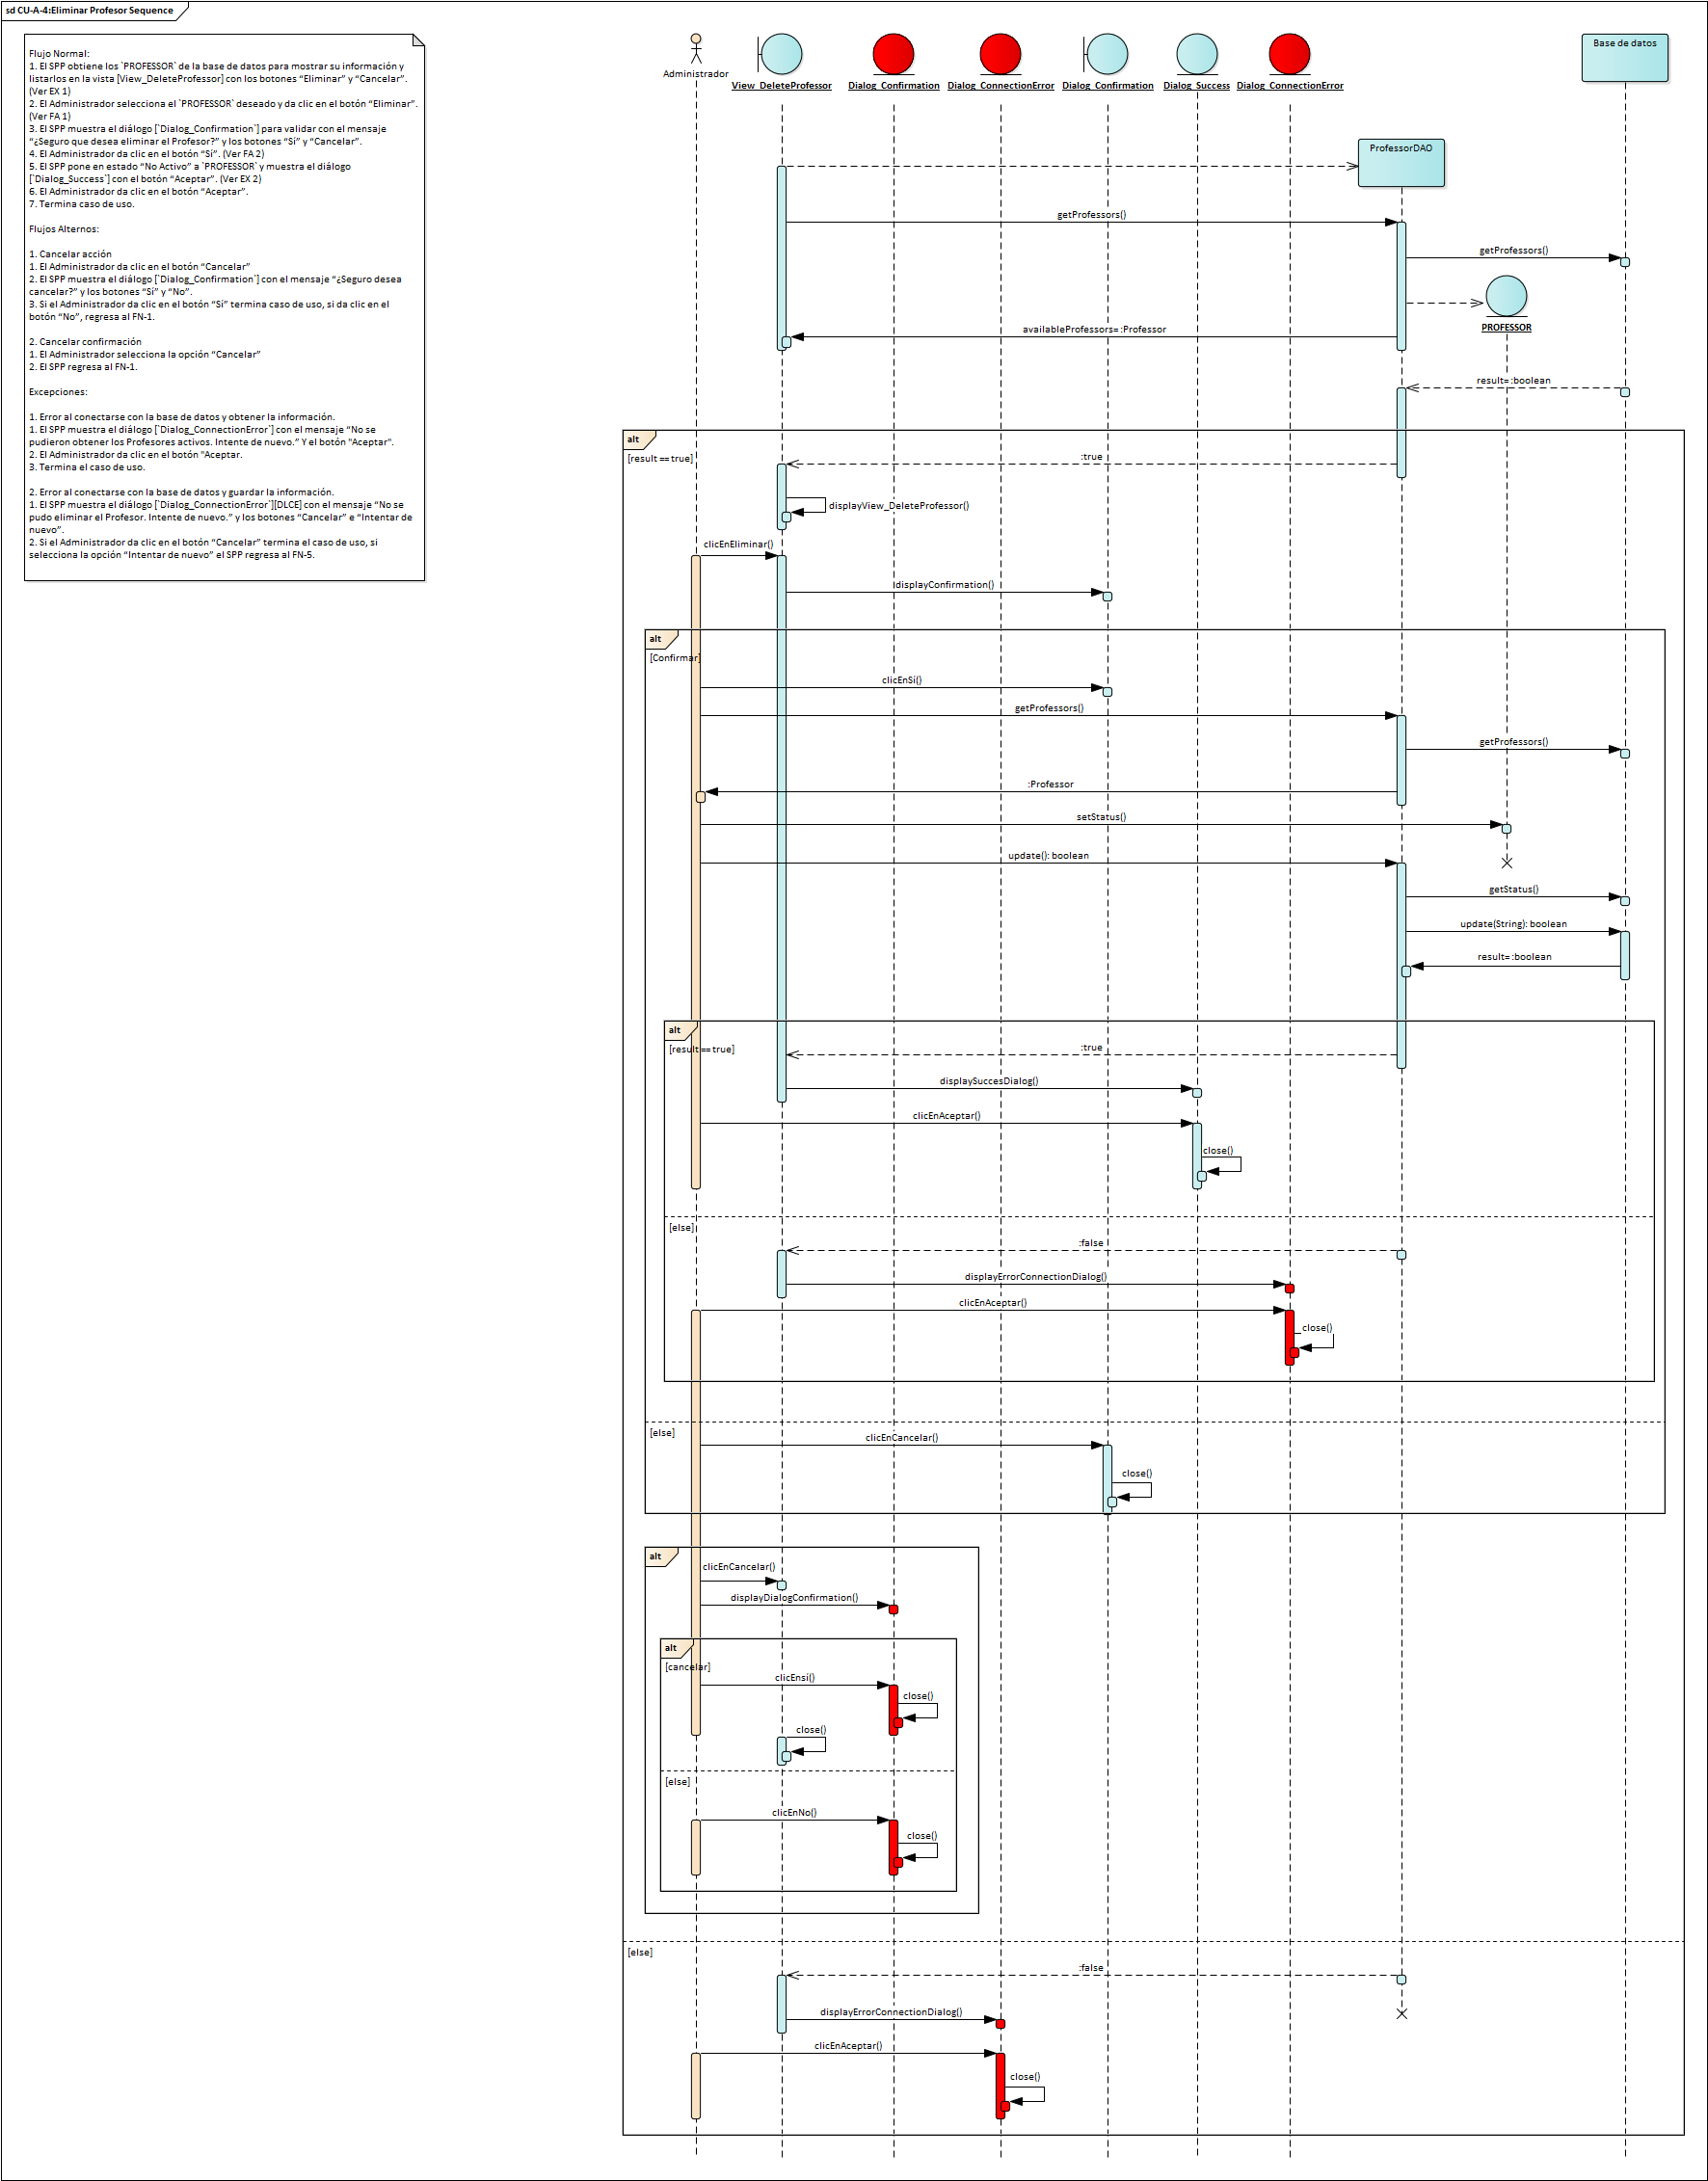 sd CU-A-4:Eliminar Profesor Sequence
Flujo Normal:
1. El SPP obtiene los `PROFESSOR` de la base de datos para mostrar su información y
listarlos en la vista [View_DeleteProfessor] con los botones “Eliminar” y “Cancelar”.
(Ver EX 1)
2. El Administrador selecciona el `PROFESSOR` deseado y da clic en el botón “Eliminar”.
(Ver FA 1)
3. El SPP muestra el diálogo [`Dialog_Confirmation`] para validar con el mensaje
“¿Seguro que desea eliminar el Profesor?” y los botones “Sí” y “Cancelar”.
4. El Administrador da clic en el botón “Sí”. (Ver FA 2)
5. El SPP pone en estado “No Activo” a `PROFESSOR` y muestra el diálogo
[`Dialog_Success`] con el botón “Aceptar”. (Ver EX 2)
6. El Administrador da clic en el botón “Aceptar”.
7. Termina caso de uso.
Flujos Alternos:
1. Cancelar acción
1. El Administrador da clic en el botón “Cancelar”
2. El SPP muestra el diálogo [`Dialog_Confirmation`] con el mensaje “¿Seguro desea
cancelar?” y los botones “Sí” y “No”.
3. Si el Administrador da clic en el botón “Sí” termina caso de uso, si da clic en el
botón “No”, regresa al FN-1.
2. Cancelar confirmación
1. El Administrador selecciona la opción “Cancelar”
2. El SPP regresa al FN-1.
Excepciones:
1. Error al conectarse con la base de datos y obtener la información.
1. El SPP muestra el diálogo [`Dialog_ConnectionError`] con el mensaje “No se
pudieron obtener los Profesores activos. Intente de nuevo.” Y el botón "Aceptar".
2. El Administrador da clic en el botón "Aceptar.
3. Termina el caso de uso.
2. Error al conectarse con la base de datos y guardar la información.
1. El SPP muestra el diálogo [`Dialog_ConnectionError`][DLCE] con el mensaje “No se
pudo eliminar el Profesor. Intente de nuevo.” y los botones “Cancelar” e “Intentar de
nuevo”.
2. Si el Administrador da clic en el botón “Cancelar” termina el caso de uso, si
selecciona la opción “Intentar de nuevo” el SPP regresa al FN-5.
Administrador
View_DeleteProfessor
Dialog_Confirmation
Dialog_ConnectionError
Dialog_Confirmation
Dialog_Success
Dialog_ConnectionError
Base de datos
ProfessorDAO
getProfessors()
getProfessors()
PROFESSOR
availableProfessors= :Professor
result= :boolean
alt
[result == true]
:true
displayView_DeleteProfessor()
clicEnEliminar()
displayConfirmation()
alt
[Confirmar]
clicEnSi()
getProfessors()
getProfessors()
:Professor
setStatus()
update(): boolean
getStatus()
update(String): boolean
result= :boolean
alt
[result == true]
:true
displaySuccesDialog()
clicEnAceptar()
close()
[else]
:false
displayErrorConnectionDialog()
clicEnAceptar()
close()
[else]
clicEnCancelar()
close()
alt
clicEnCancelar()
displayDialogConfirmation()
alt
[cancelar]
clicEnsi()
close()
close()
[else]
clicEnNo()
close()
[else]
:false
displayErrorConnectionDialog()
clicEnAceptar()
close()